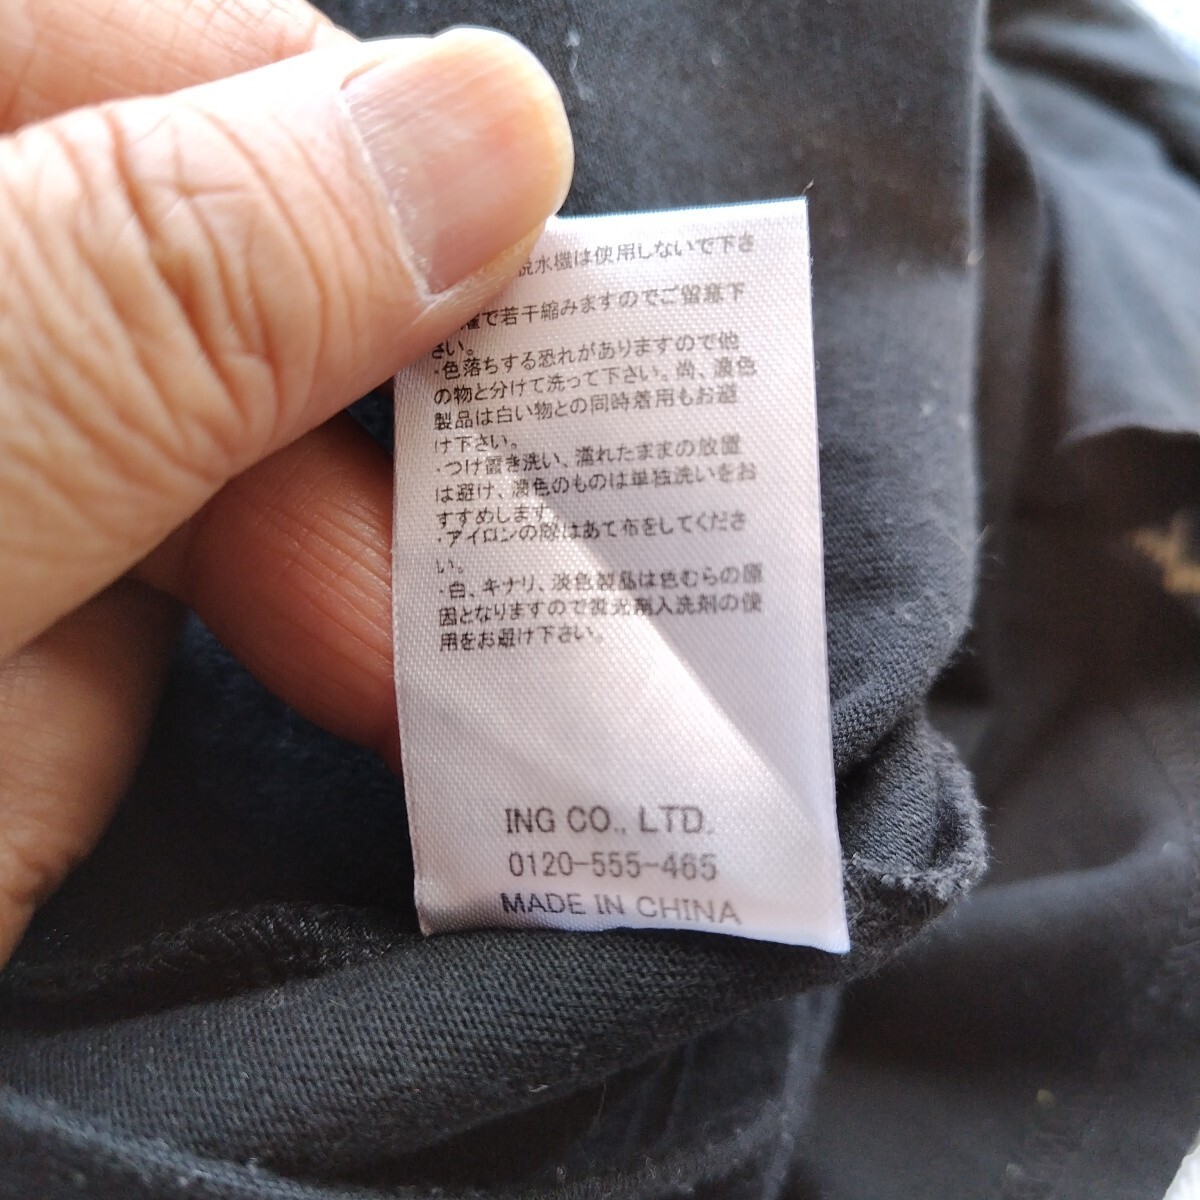 水機は使用しないで下さ
で若干縮みますのでご留意下
さい。
・色落ちする恐れがありますので他
の物と分けて洗って下さい。尚、濃色
製品は白い物との同時着用もお避
け下さい。
・つけ置き洗い、濡れたままの放置
は避け、濃色のものは単独洗いをお
すすめします。
・アイロンの際はあて布をしてくださ
い。
・白、キナリ、淡色製品は色むらの原
因となりますので蛍光剤入洗剤の使
用をお避け下さい。
ING CO., LTD.
0120-555-465
MADE IN CHINA